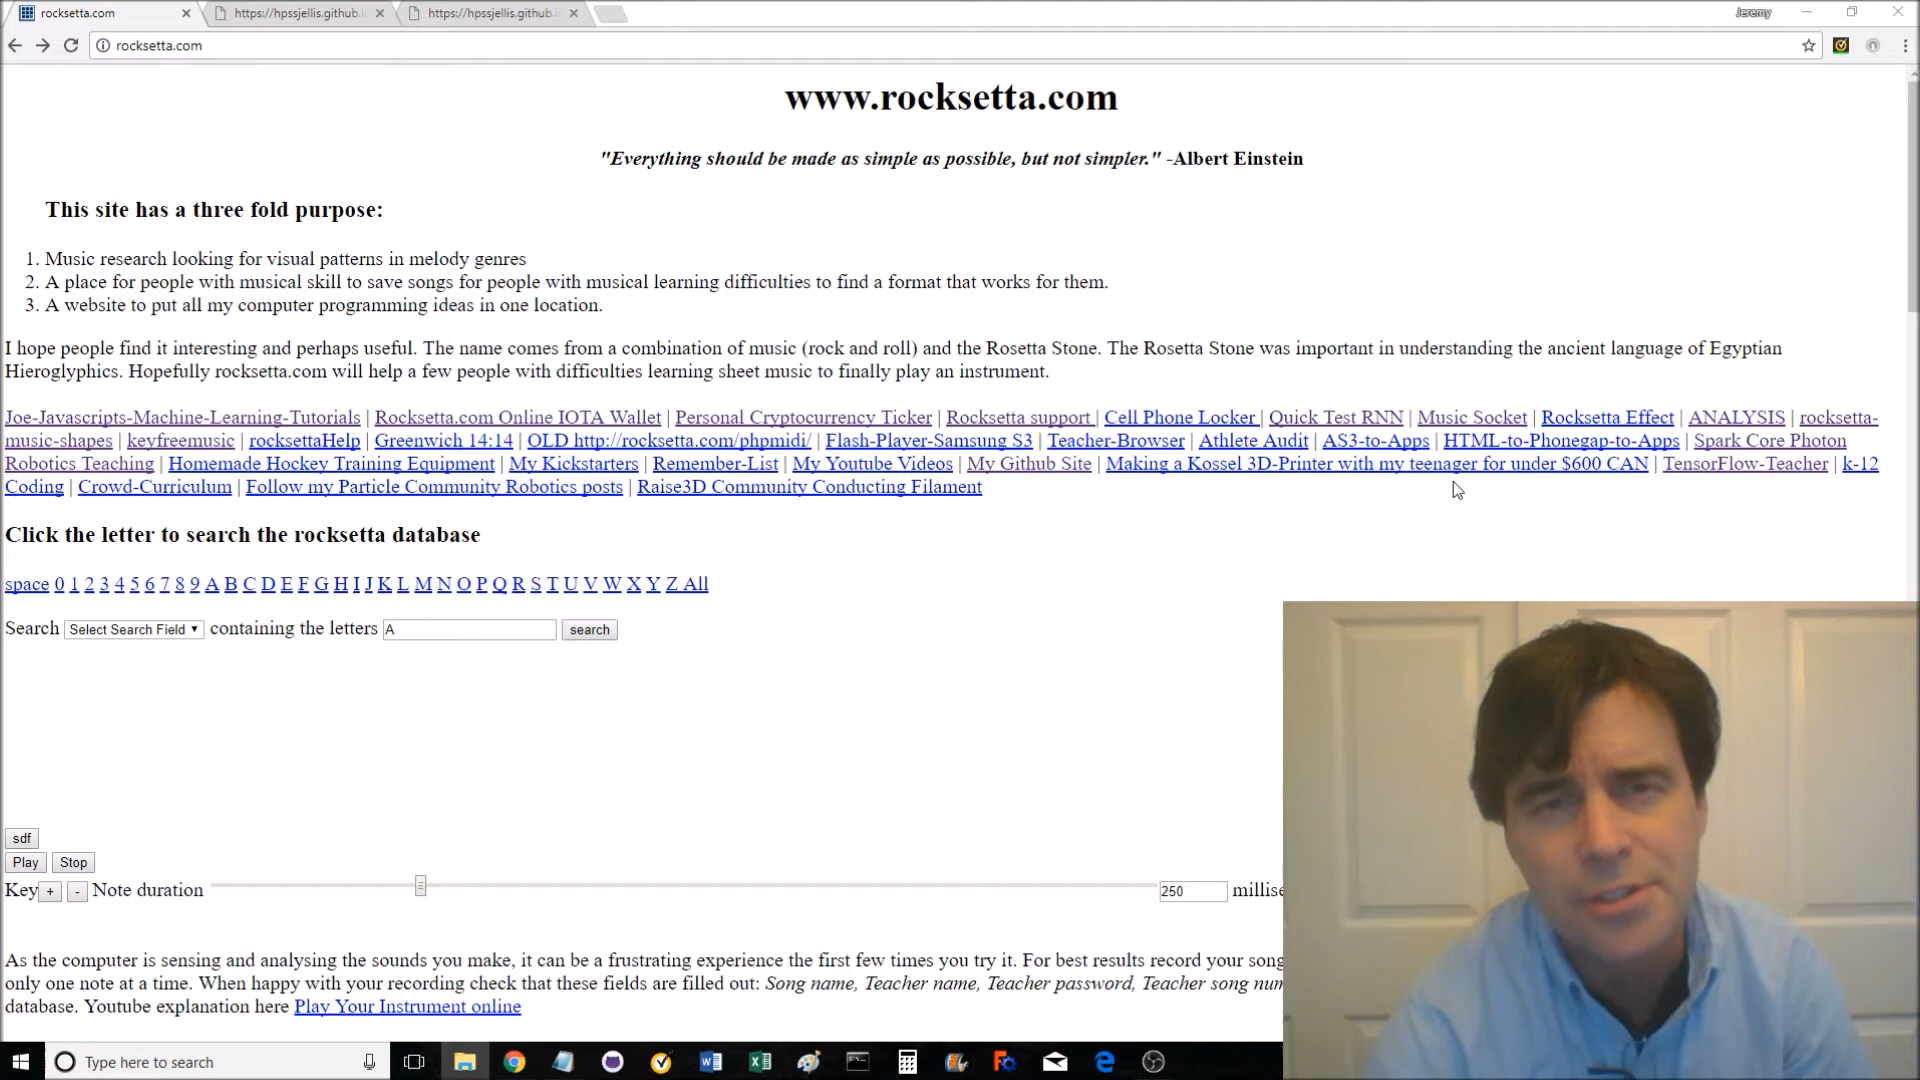 rocksetta.com
https://hpssjellis.github.i
https://hpssjellis.github.i
Jeremy
rocksetta.com
www.rocksetta.com
"Everything should be made as simple as possible, but not simpler." -Albert Einstein
This site has a three fold purpose:
1. Music research looking for visual patterns in melody genres
2. A place for people with musical skill to save songs for people with musical learning difficulties to find a format that works for them.
3. A website to put all my computer programming ideas in one location.
I hope people find it interesting and perhaps useful. The name comes from a combination of music (rock and roll) and the Rosetta Stone. The Rosetta Stone was important in understanding the ancient language of Egyptian
Hieroglyphics. Hopefully rocksetta.com will help a few people with difficulties learning sheet music to finally play an instrument.
Joe-Javascripts-Machine-Learning-Tutorials | Rocksetta.com Online IOTA Wallet | Personal Cryptocurrency Ticker | Rocksetta support | Cell Phone Locker | Quick Test RNN | Music Socket | Rocksetta Effect | ANALYSIS | rocksetta-
music-shapes | keyfreemusic | rocksettaHelp | Greenwich 14:14 | OLD http://rocksetta.com/phpmidi/ | Flash-Player-Samsung S3 | Teacher-Browser | Athlete Audit | AS3-to-Apps | HTML-to-Phonegap-to-Apps | Spark Core Photon
Robotics Teaching | Homemade Hockey Training Equipment | My Kickstarters | Remember-List | My Youtube Videos | My Github Site | Making a Kossel 3D-Printer with my teenager for under $600 CAN | TensorFlow-Teacher | k-12
Coding | Crowd-Curriculum | Follow my Particle Community Robotics posts | Raise3D Community Conducting Filament
Click the letter to search the rocksetta database
space 0 1 2 3 4 5 6 7 8 9 A B C D E F G H I J K L M N O P Q R S T U V W X Y Z All
Search Select Search Field containing the letters A search
sdf
Play Stop
Key + - Note duration 250 millise
As the computer is sensing and analysing the sounds you make, it can be a frustrating experience the first few times you try it. For best results record your song
only one note at a time. When happy with your recording check that these fields are filled out: Song name, Teacher name, Teacher password, Teacher song num
database. Youtube explanation here Play Your Instrument online
Type here to search